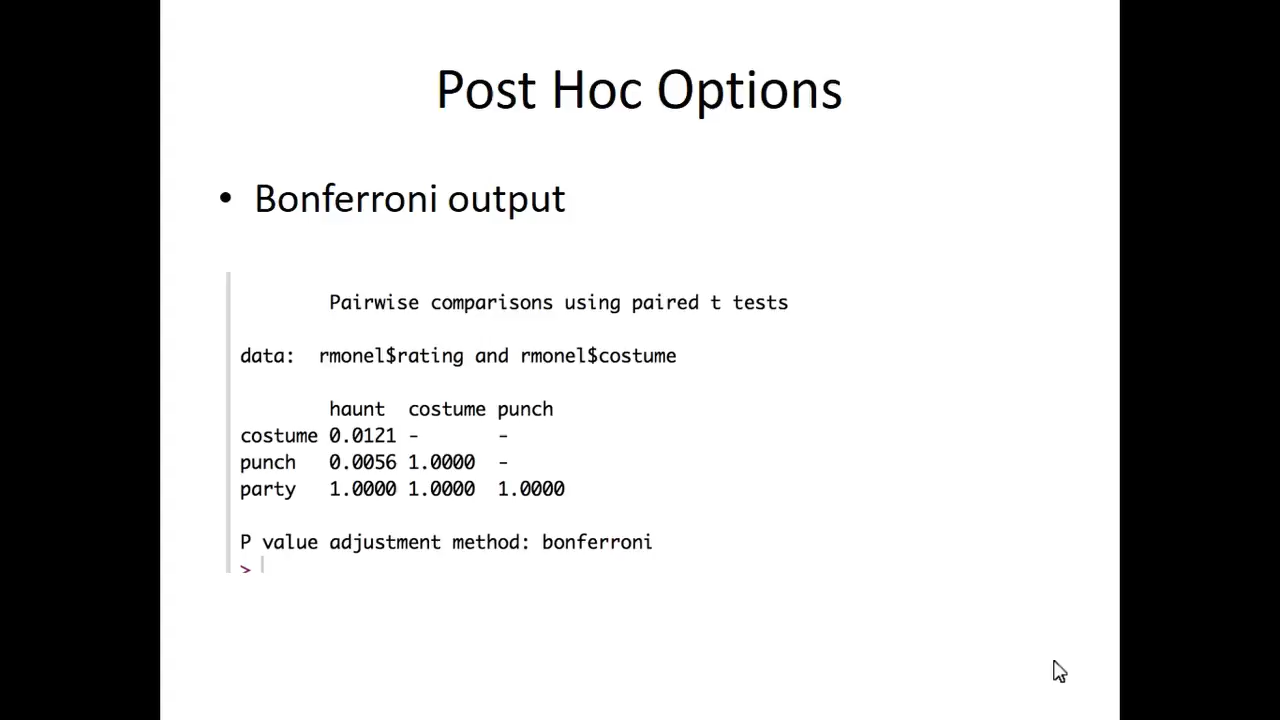 Post Hoc Options
• Bonferroni output
Pairwise comparisons using paired t tests
data:  rmonel$rating and rmonel$costume
        haunt  costume punch
costume 0.0121 -       -
punch   0.0056 1.0000  -
party   1.0000 1.0000  1.0000
P value adjustment method: bonferroni
>